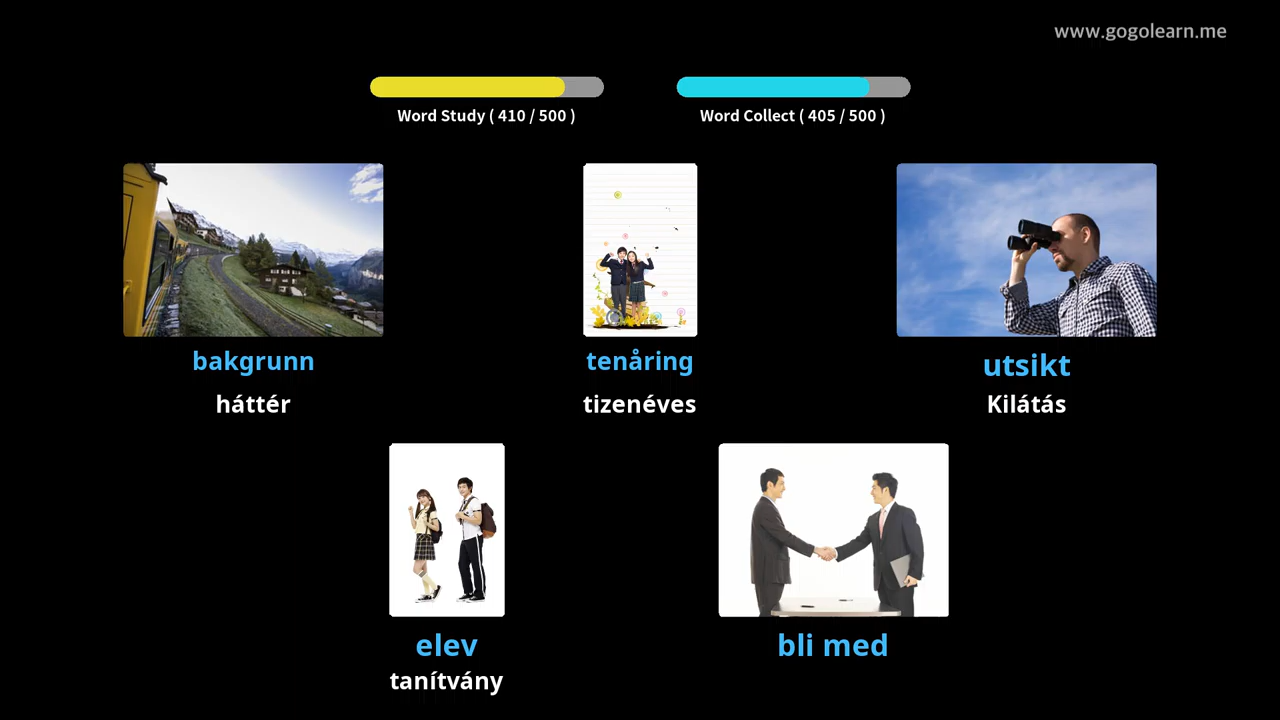 www.gogolearn.me
Word Study ( 410 / 500 )
Word Collect ( 405 / 500 )
bakgrunn
háttér
tenåring
tizenéves
utsikt
Kilátás
elev
tanítvány
bli med